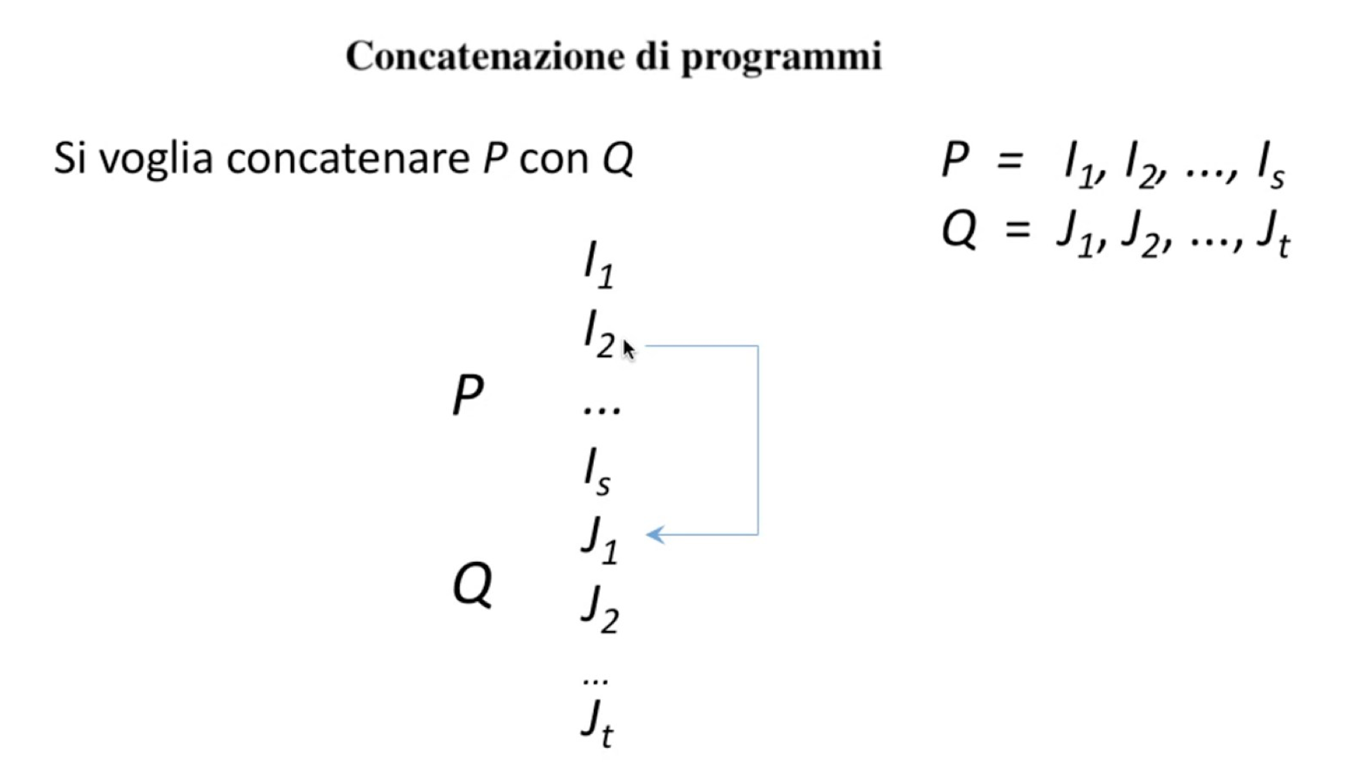 Concatenazione di programmi
Si voglia concatenare P con Q
P = I₁, I₂, ..., Iₛ
Q = J₁, J₂, ..., Jₜ
I₁
I₂
P ...
Iₛ
J₁
Q
J₂
...
Jₜ